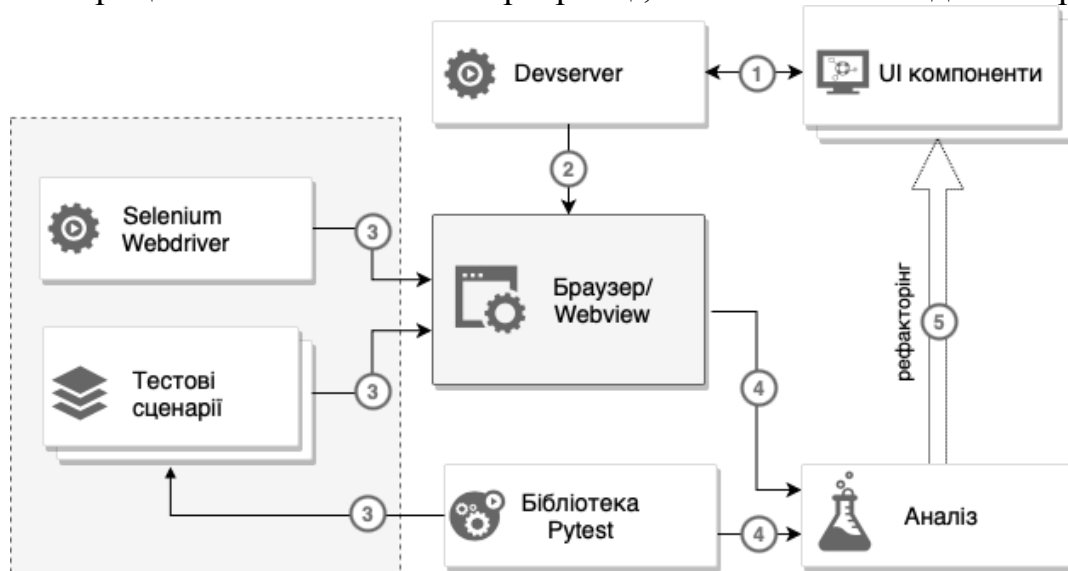 Devserver
1
UI компоненти
2
Selenium
Webdriver
3
Браузер/
Webview
рефакторінг
5
Тестові
сценарії
3
4
3
Бібліотека
Pytest
4
Аналіз